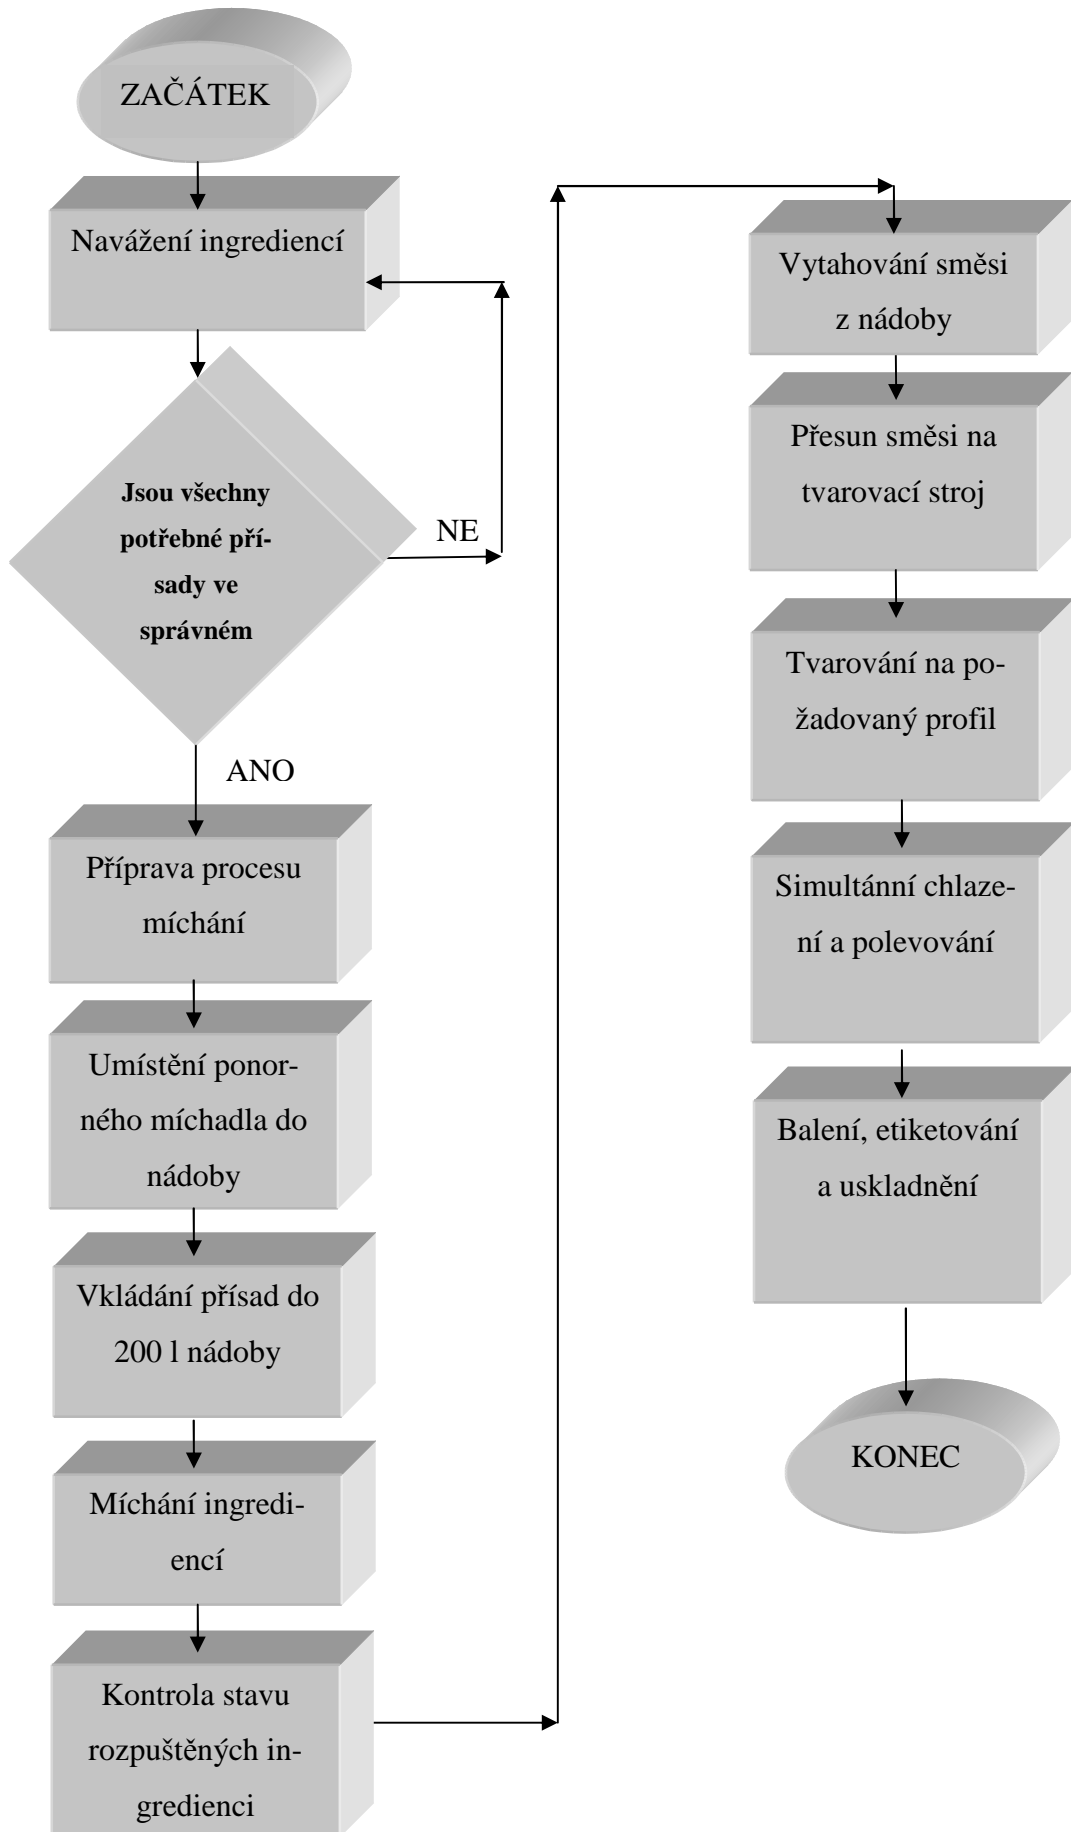 ZAČÁTEK
Navážení ingrediencí
Jsou všechny
potřebné pří-
sady ve
správném
NE
ANO
Příprava procesu
míchání
Umístění ponor-
ného míchadla do
nádoby
Vkládání přísad do
200 l nádoby
Míchání ingredi-
encí
Kontrola stavu
rozpuštěných in-
gredienci
Vytahování směsi
z nádoby
Přesun směsi na
tvarovací stroj
Tvarování na po-
žadovaný profil
Simultánní chlaze-
ní a polevování
Balení, etiketování
a uskladnění
KONEC